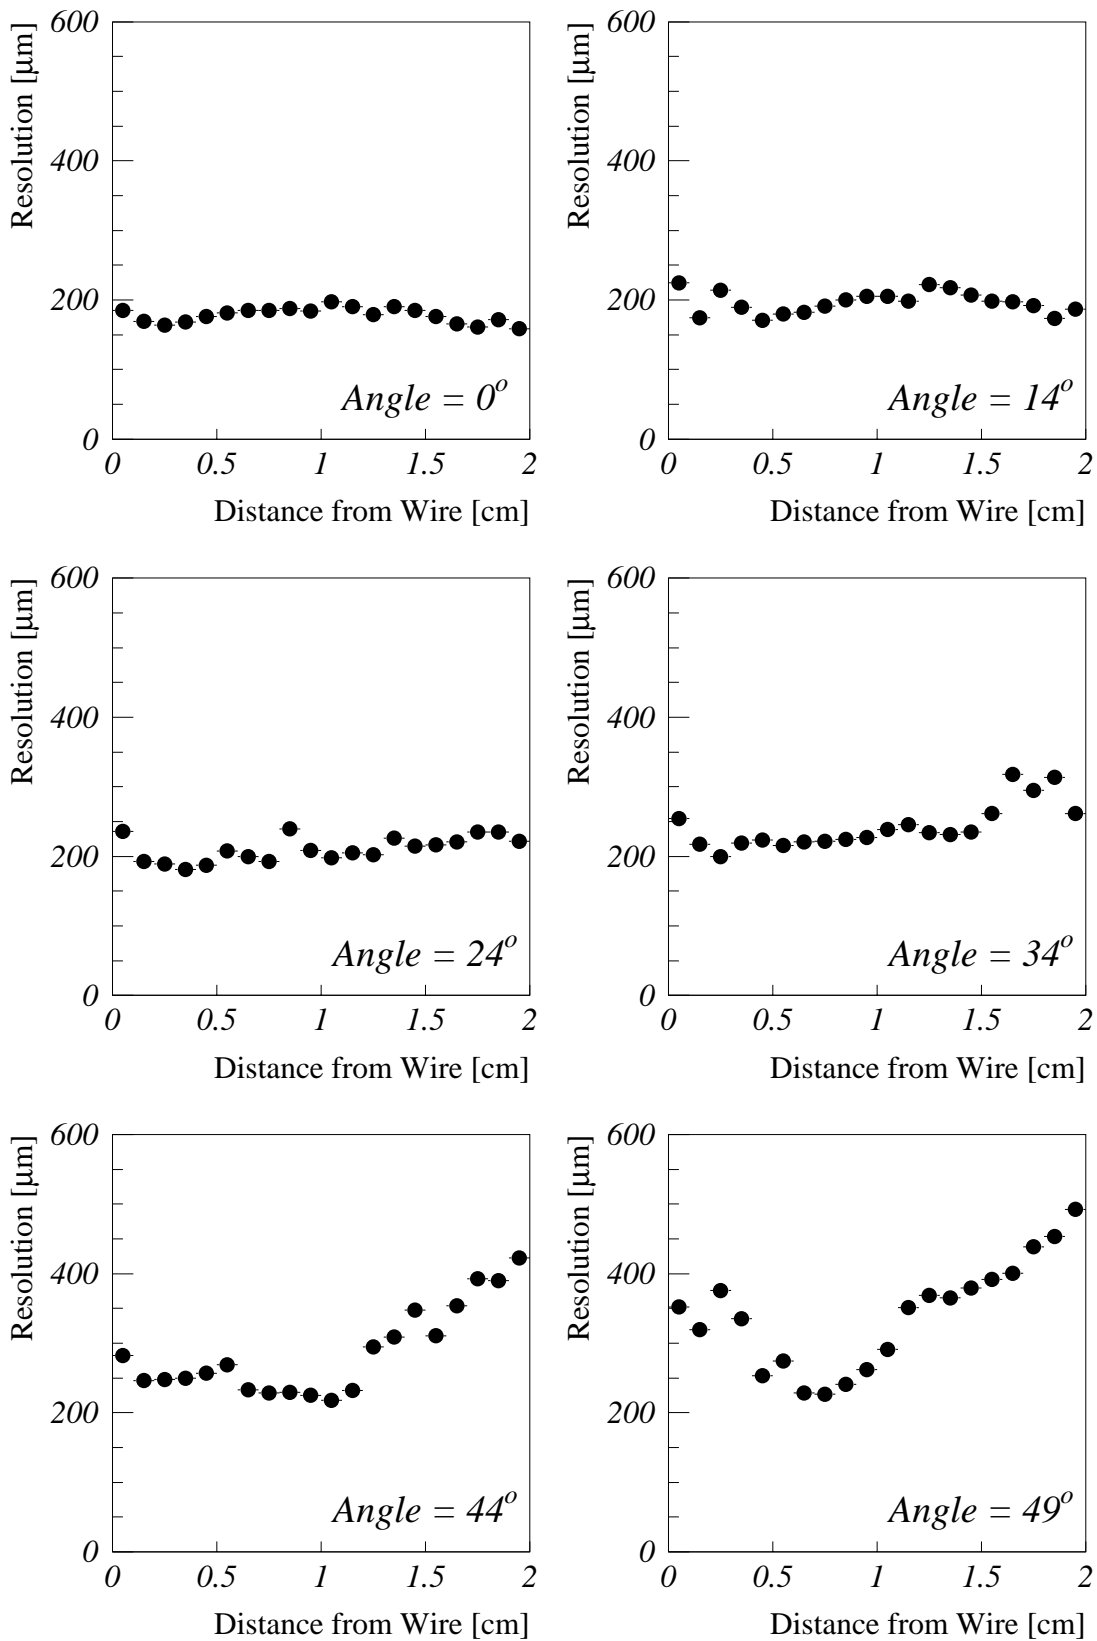 Resolution [μm]
600
400
200
0
0 0.5 1 1.5 2
Distance from Wire [cm]
Angle = 0°
Resolution [μm]
600
400
200
0
0 0.5 1 1.5 2
Distance from Wire [cm]
Angle = 14°
Resolution [μm]
600
400
200
0
0 0.5 1 1.5 2
Distance from Wire [cm]
Angle = 24°
Resolution [μm]
600
400
200
0
0 0.5 1 1.5 2
Distance from Wire [cm]
Angle = 34°
Resolution [μm]
600
400
200
0
0 0.5 1 1.5 2
Distance from Wire [cm]
Angle = 44°
Resolution [μm]
600
400
200
0
0 0.5 1 1.5 2
Distance from Wire [cm]
Angle = 49°